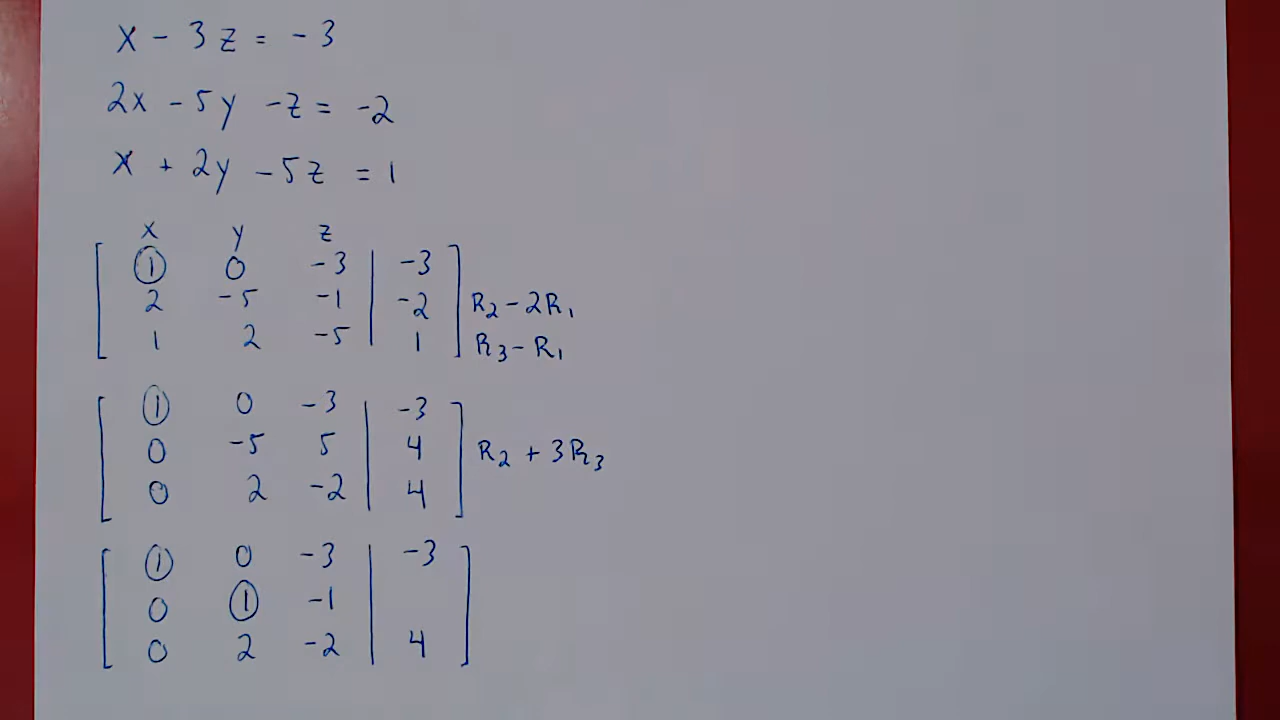 x - 3z = -3
2x - 5y - z = -2
x + 2y - 5z = 1
x y z
1 0 -3 | -3
2 -5 -1 | -2 R2 - 2R1
1 2 -5 | 1 R3 - R1
1 0 -3 | -3
0 -5 5 | 4 R2 + 3R3
0 2 -2 | 4
1 0 -3 | -3
0 1 -1 |
0 2 -2 | 4